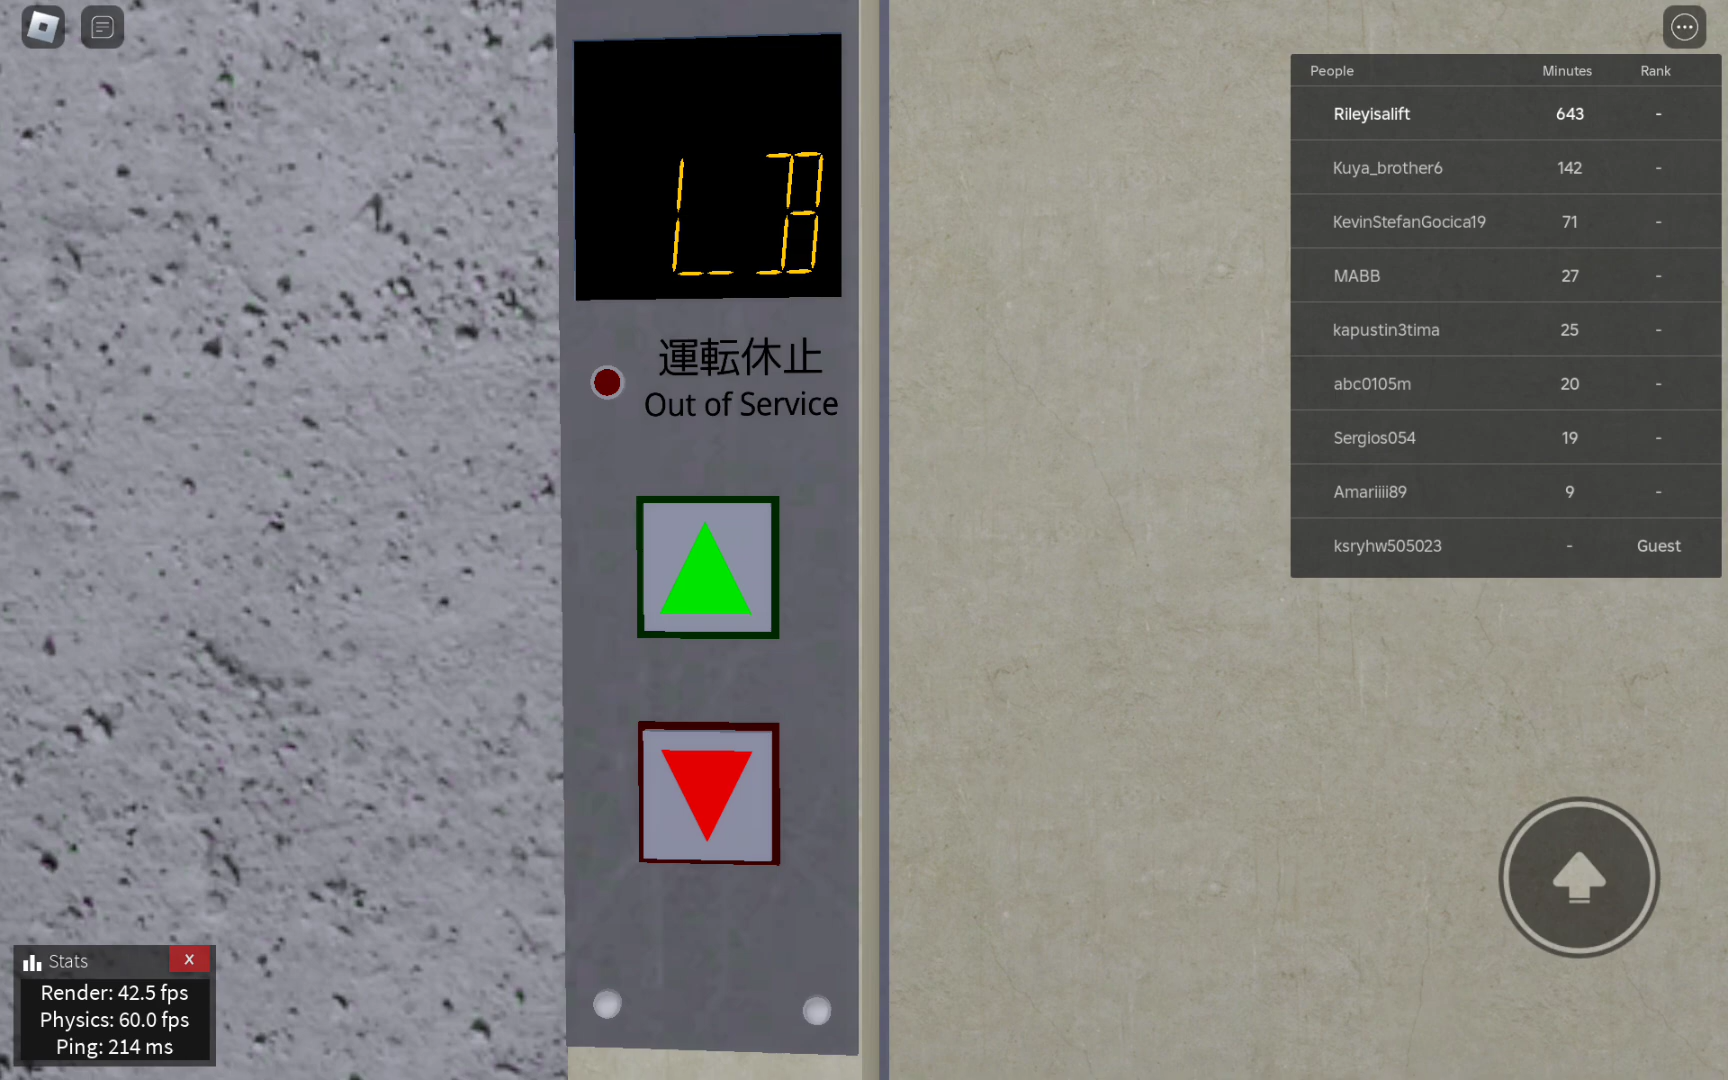 LB
運転休止
Out of Service
People Minutes Rank
Rileyisalift 643 -
Kuya_brother6 142 -
KevinStefanGocica19 71 -
MABB 27 -
kapustin3tima 25 -
abc0105m 20 -
Sergios054 19 -
Amariiii89 9 -
ksryhw505023 - Guest
Stats X
Render: 42.5 fps
Physics: 60.0 fps
Ping: 214 ms